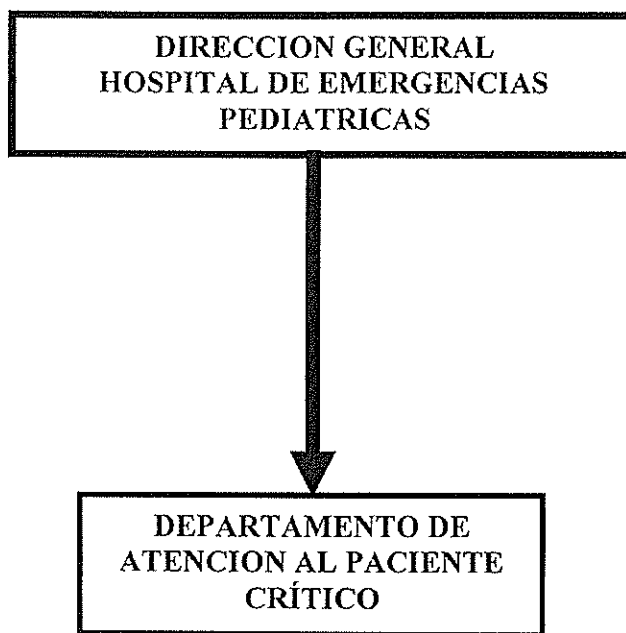 DIRECCION GENERAL
HOSPITAL DE EMERGENCIAS
PEDIATRICAS
DEPARTAMENTO DE
ATENCION AL PACIENTE
CRÍTICO